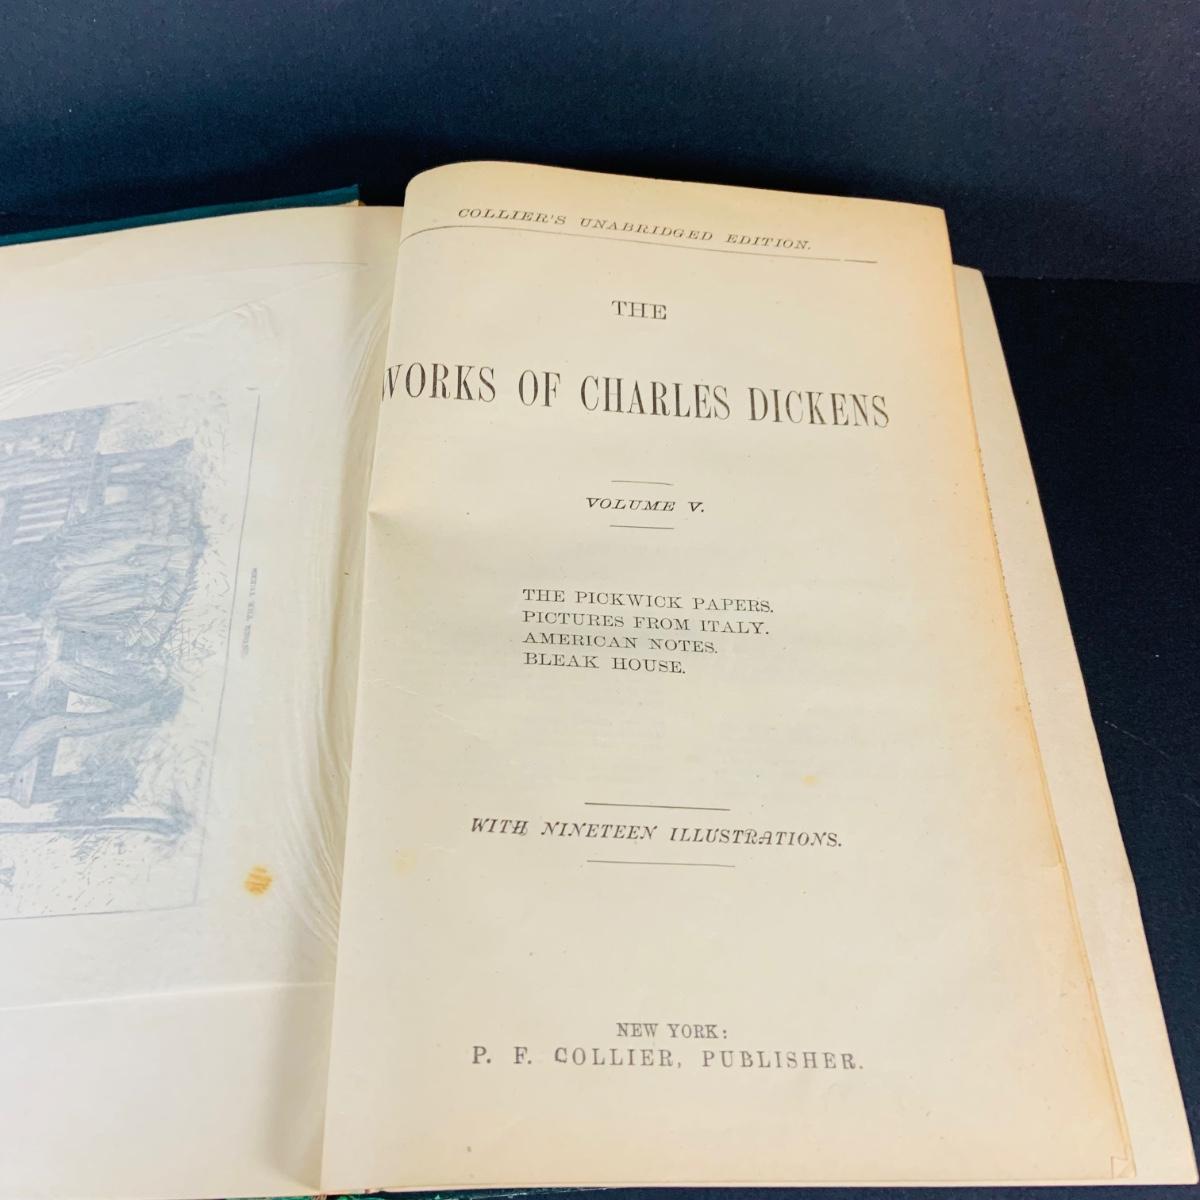 COLLIER'S UNABRIDGED EDITION.
THE
WORKS OF CHARLES DICKENS
VOLUME V.
THE PICKWICK PAPERS.
PICTURES FROM ITALY.
AMERICAN NOTES.
BLEAK HOUSE.
WITH NINETEEN ILLUSTRATIONS.
NEW YORK:
P. F. COLLIER, PUBLISHER.